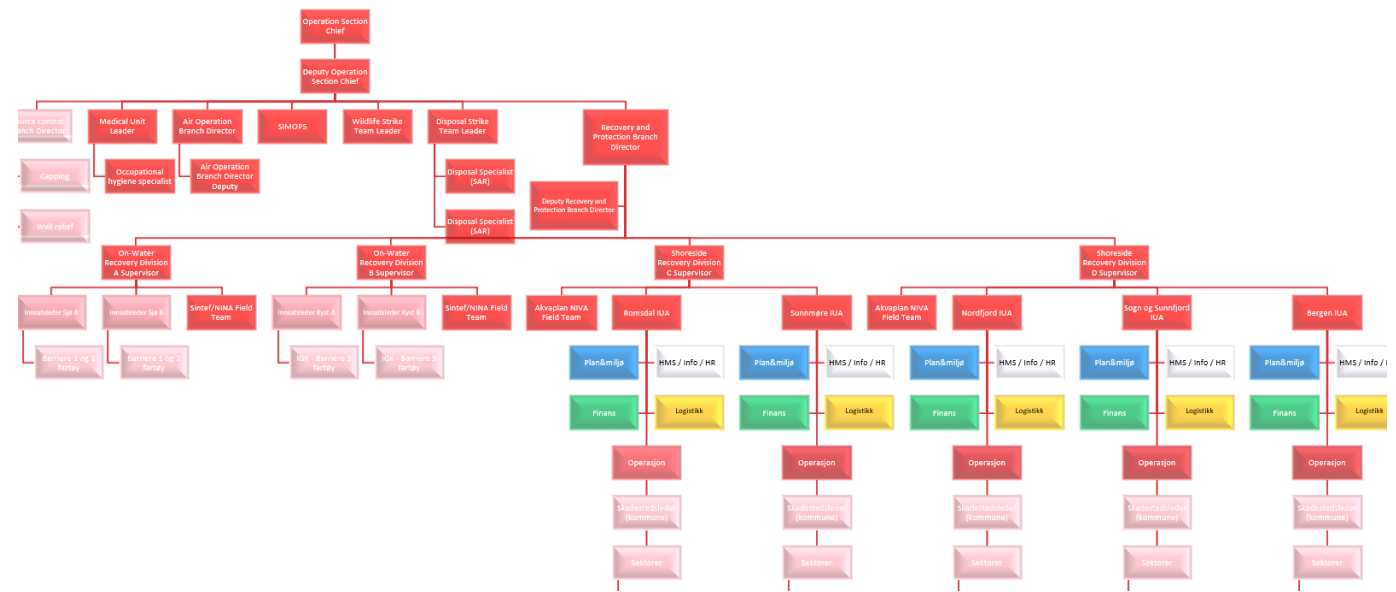 Operation Section
Chief
Deputy Operation
Section Chief
control
Director
Medical Unit
Leader
Air Operation
Branch Director
SIMOPS
Wildlife Strike
Team Leader
Disposal Strike
Team Leader
Recovery and
Protection Branch
Director
Capping
Occupational
hygiene specialist
Air Operation
Branch Director
Deputy
Disposal Specialist
(SAR)
Deputy Recovery and
Protection Branch Director
Well relief
Disposal Specialist
(SAR)
On-Water
Recovery Division
A Supervisor
On-Water
Recovery Division
B Supervisor
Shoreside
Recovery Division
C Supervisor
Shoreside
Recovery Division
D Supervisor
Innsatsleder Sjø A
Innsatsleder Sjø B
Sintef/NINA Field
Team
Innsatsleder Kyst A
Innsatsleder Kyst B
Sintef/NINA Field
Team
Akvaplan NIVA
Field Team
Romsdal IUA
Sunnmøre IUA
Akvaplan NIVA
Field Team
Nordfjord IUA
Sogn og Sunnfjord
IUA
Bergen IUA
Barriere 1 og 2
fartøy
Barriere 1 og 2
fartøy
IGK - Barriere 3
fartøy
IGK - Barriere 3
fartøy
Plan&miljø
HMS / Info / HR
Plan&miljø
HMS / Info / HR
Plan&miljø
HMS / Info / HR
Plan&miljø
HMS / Info / HR
Plan&miljø
HMS / Info /
Finans
Logistikk
Finans
Logistikk
Finans
Logistikk
Finans
Logistikk
Finans
Logistikk
Operasjon
Operasjon
Operasjon
Operasjon
Operasjon
Skadestedsleder
(kommune)
Skadestedsleder
(kommune)
Skadestedsleder
(kommune)
Skadestedsleder
(kommune)
Skadestedsleder
(kommune)
Sektorer
Sektorer
Sektorer
Sektorer
Sektorer